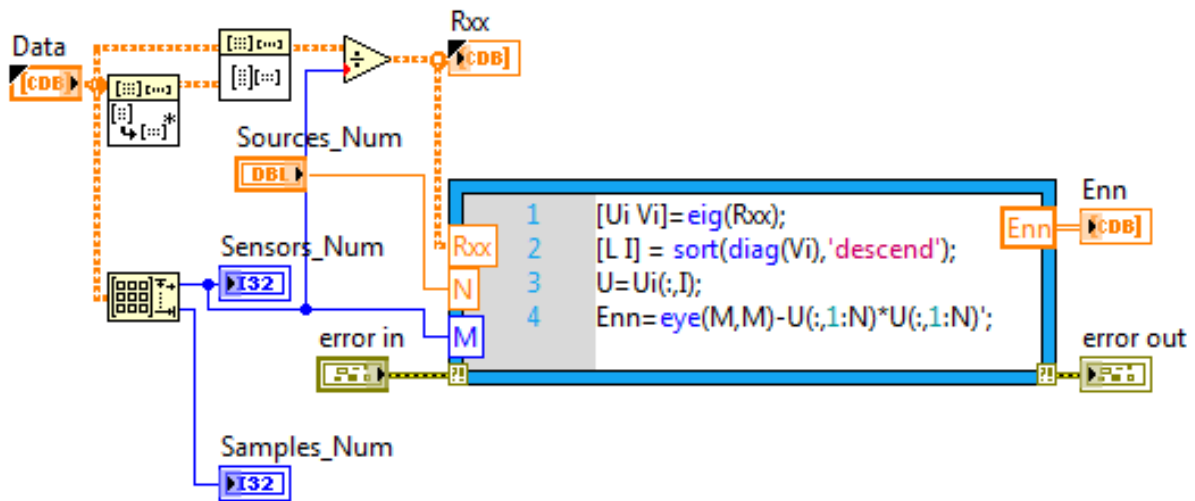 Rxx
Data
[CDB]
[CDB]
Sources_Num
DBL
Enn
1 [Ui Vi]=eig(Rxx);
2 [L I] = sort(diag(Vi),'descend');
3 U=Ui(:,I);
4 Enn=eye(M,M)-U(:,1:N)*U(:,1:N)';
Rxx
N
M
Enn
[CDB]
Sensors_Num
I32
error in
?!
?!
error out
Samples_Num
I32